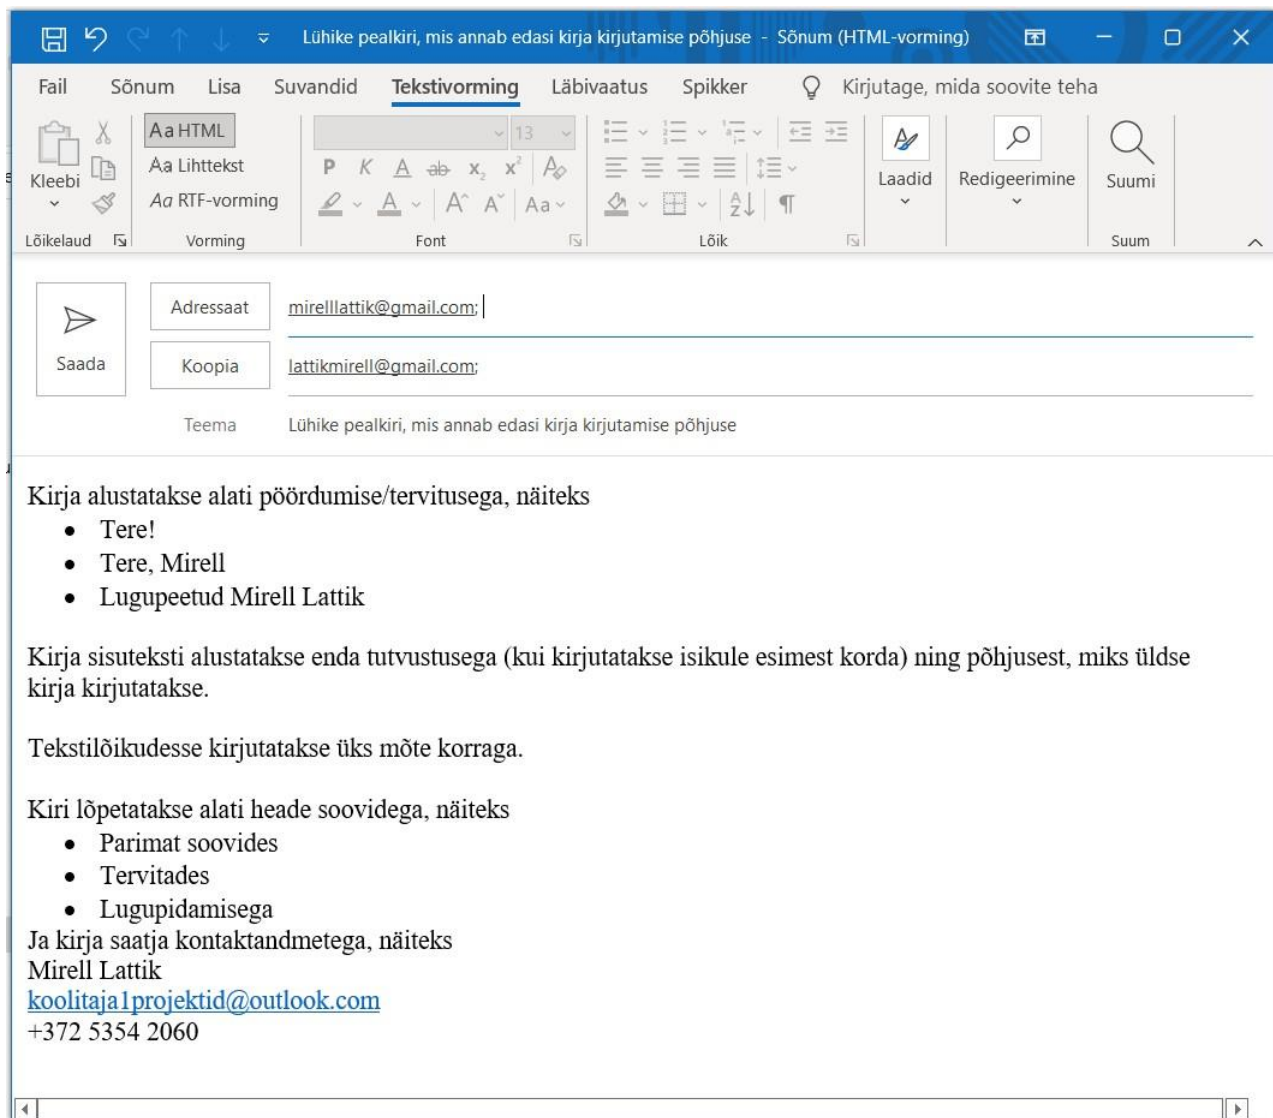 Lühike pealkiri, mis annab edasi kirja kirjutamise põhjuse - Sõnum (HTML-vorming)
Fail Sõnum Lisa Suvandid Tekstivorming Läbivaatus Spikker Kirjutage, mida soovite teha
Kleebi
Aa HTML
Aa Lihttekst
Aa RTF-vorming
13
P K A ab x₂ x² A
A A^ A˅ Aa
A Z
Laadid
Redigeerimine
Suumi
Lõikelaud Vorming Font Lõik Suum
Saada
Adressaat mirelllattik@gmail.com;
Koopia lattikmirell@gmail.com;
Teema Lühike pealkiri, mis annab edasi kirja kirjutamise põhjuse
Kirja alustatakse alati pöördumise/tervitusega, näiteks
• Tere!
• Tere, Mirell
• Lugupeetud Mirell Lattik
Kirja sisuteksti alustatakse enda tutvustusega (kui kirjutatakse isikule esimest korda) ning põhjusest, miks üldse
kirja kirjutatakse.
Tekstilõikudesse kirjutatakse üks mõte korraga.
Kiri lõpetatakse alati heade soovidega, näiteks
• Parimat soovides
• Tervitades
• Lugupidamisega
Ja kirja saatja kontaktandmetega, näiteks
Mirell Lattik
koolitaja1projektid@outlook.com
+372 5354 2060